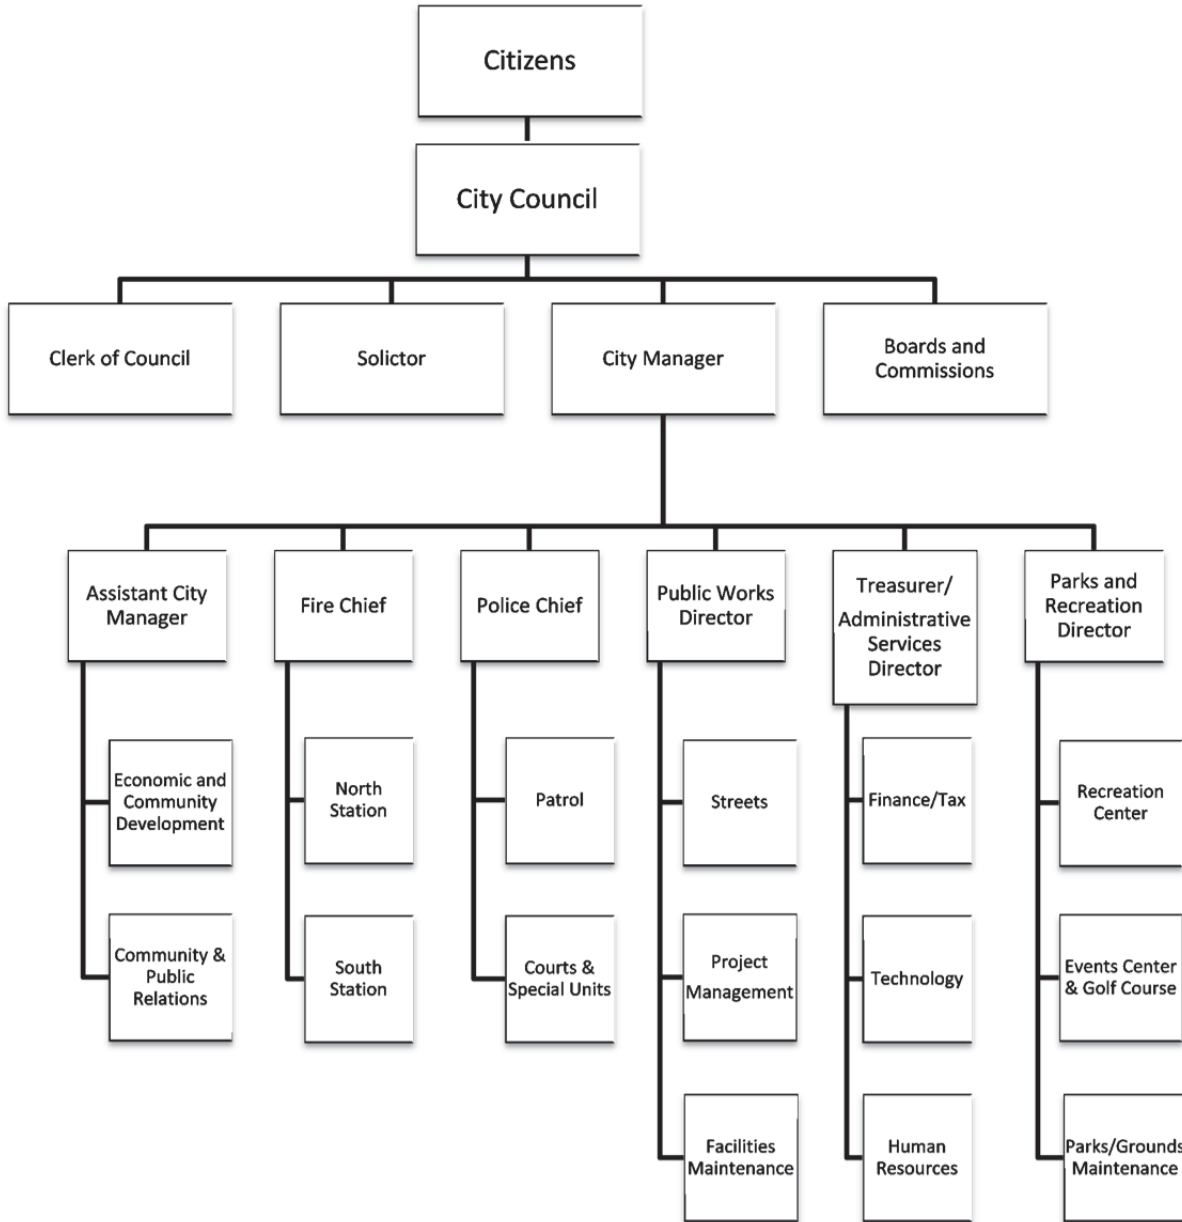 Citizens
City Council
Clerk of Council
Solictor
City Manager
Boards and
Commissions
Assistant City
Manager
Fire Chief
Police Chief
Public Works
Director
Treasurer/
Administrative
Services
Director
Parks and
Recreation
Director
Economic and
Community
Development
North
Station
Patrol
Streets
Finance/Tax
Recreation
Center
Community &
Public
Relations
South
Station
Courts &
Special Units
Project
Management
Technology
Events Center
& Golf Course
Facilities
Maintenance
Human
Resources
Parks/Grounds
Maintenance